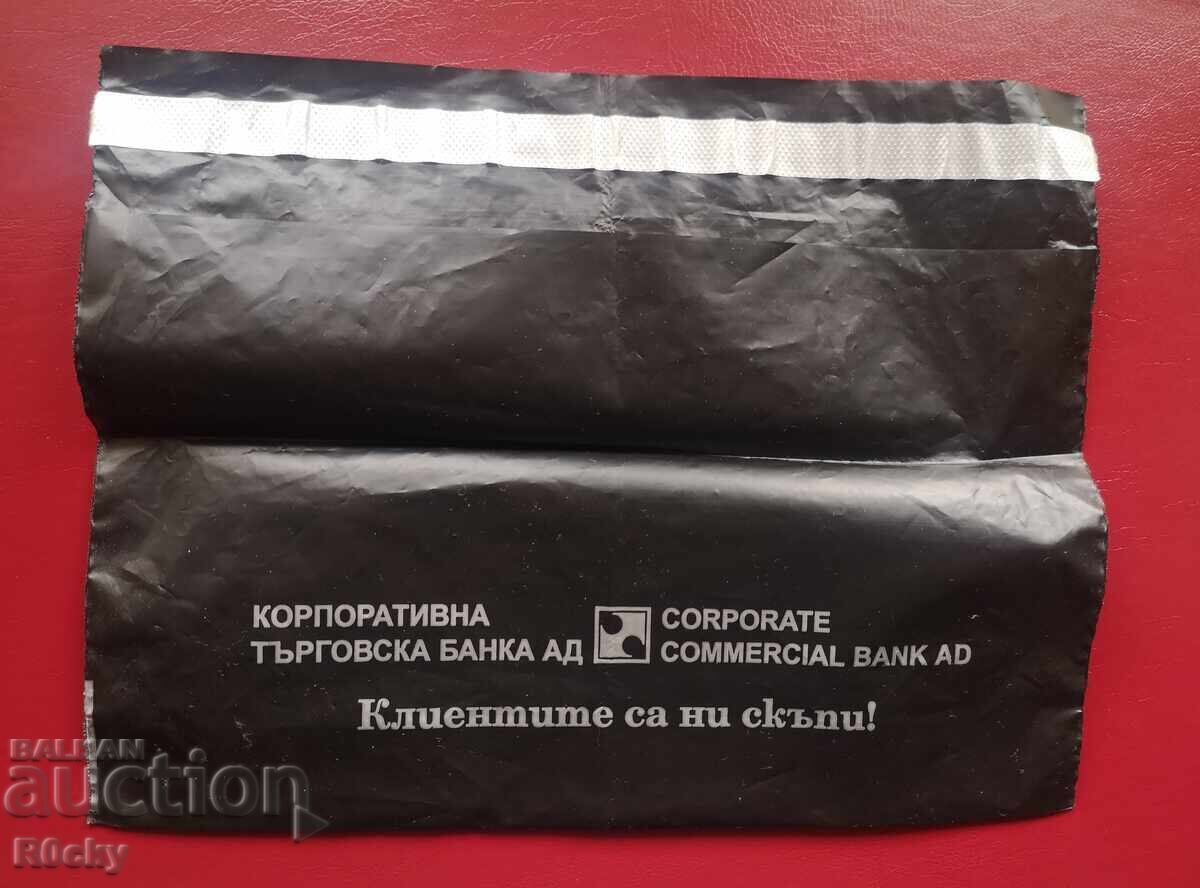 КОРПОРАТИВНА
ТЪРГОВСКА БАНКА АД
CORPORATE
COMMERCIAL BANK AD
Клиентите са ни скъпи!
BALKAN
auction
R0cky